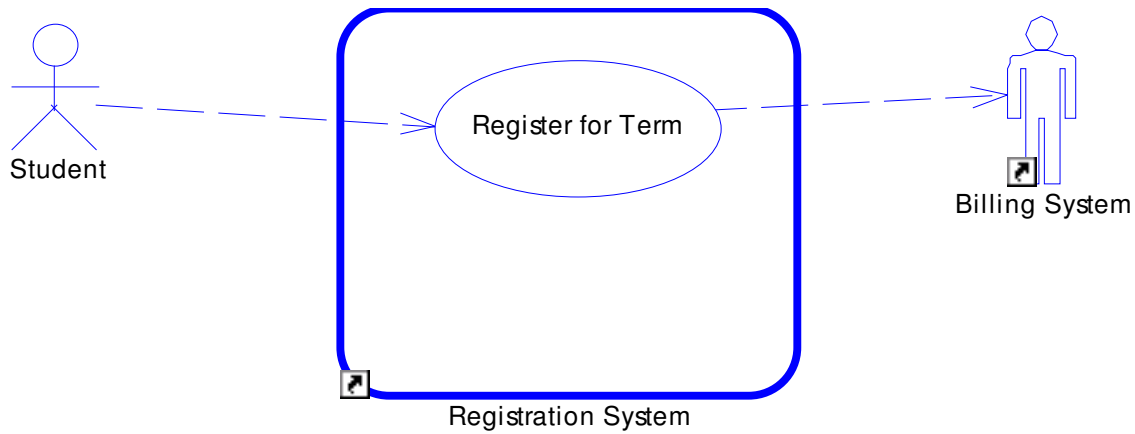 Register for Term
Student
Billing System
Registration System